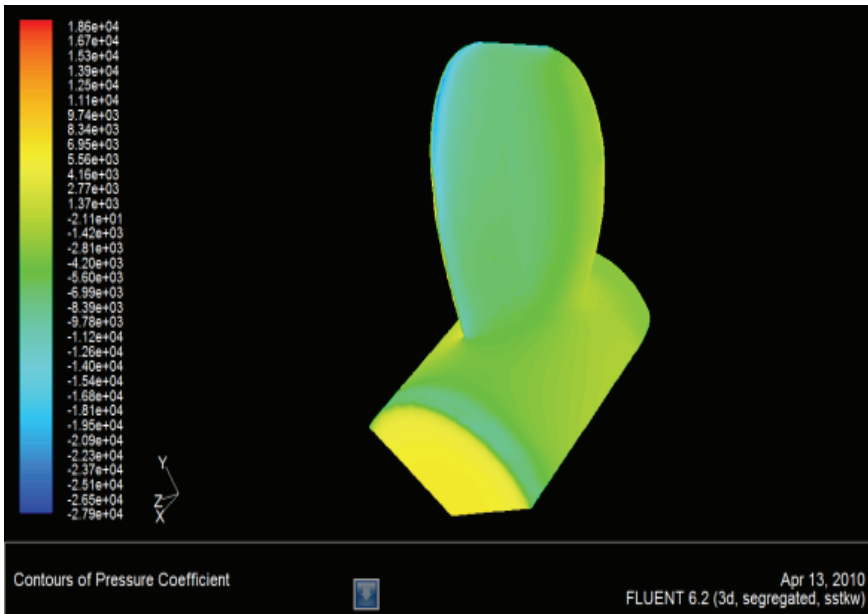 1.86e+04
1.67e+04
1.53e+04
1.39e+04
1.25e+04
1.11e+04
9.74e+03
8.34e+03
6.95e+03
5.56e+03
4.16e+03
2.77e+03
1.37e+03
-2.11e+01
-1.42e+03
-2.81e+03
-4.20e+03
-5.60e+03
-6.99e+03
-8.39e+03
-9.78e+03
-1.12e+04
-1.26e+04
-1.40e+04
-1.54e+04
-1.68e+04
-1.81e+04
-1.95e+04
-2.09e+04
-2.23e+04
-2.37e+04
-2.51e+04
-2.65e+04
-2.79e+04
Y
Z
X
Contours of Pressure Coefficient
Apr 13, 2010
FLUENT 6.2 (3d, segregated, sstkw)